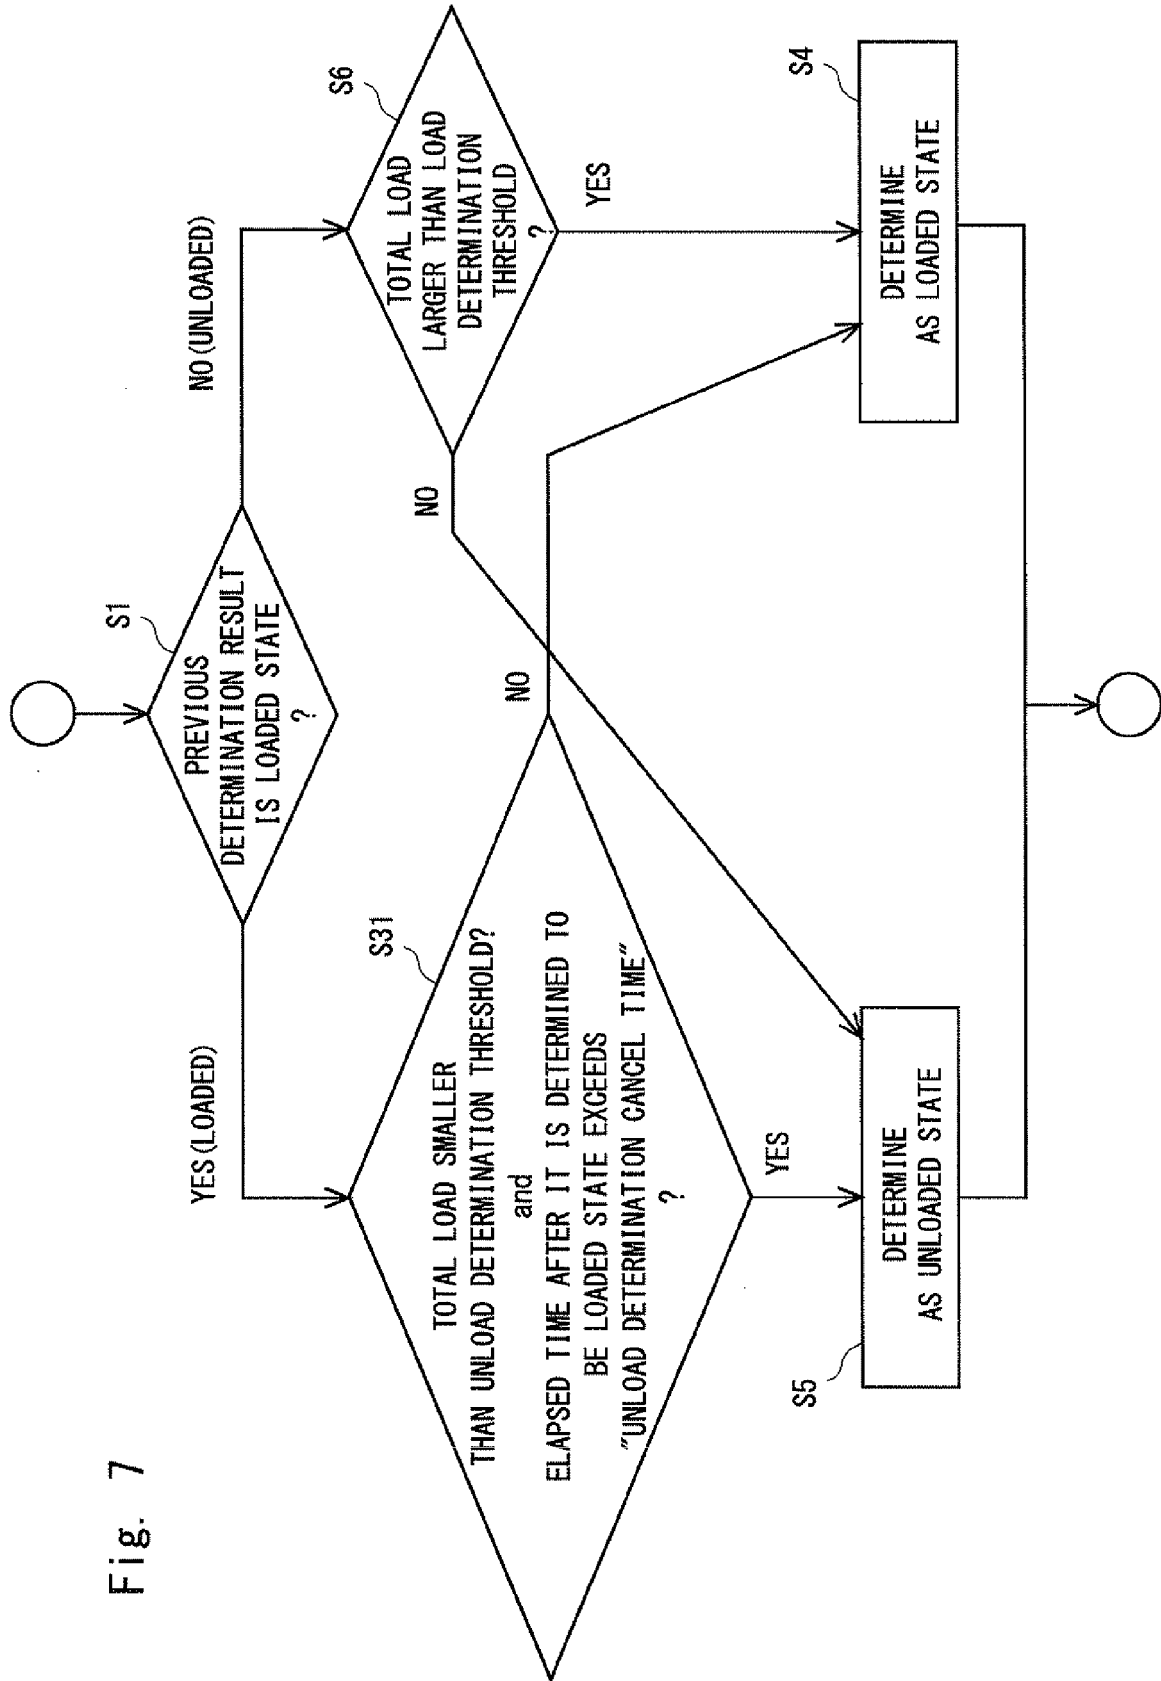 Fig. 7
S1
PREVIOUS
DETERMINATION RESULT
IS LOADED STATE
?
YES(LOADED)
NO(UNLOADED)
S31
TOTAL LOAD SMALLER
THAN UNLOAD DETERMINATION THRESHOLD?
and
ELAPSED TIME AFTER IT IS DETERMINED TO
BE LOADED STATE EXCEEDS
"UNLOAD DETERMINATION CANCEL TIME"
?
S6
TOTAL LOAD
LARGER THAN LOAD
DETERMINATION
THRESHOLD
?
NO
NO
YES
YES
S5
DETERMINE
AS UNLOADED STATE
S4
DETERMINE
AS LOADED STATE